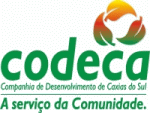 codeca
Companhia de Desenvolvimento de Caxias do Sul
A serviço da Comunidade.